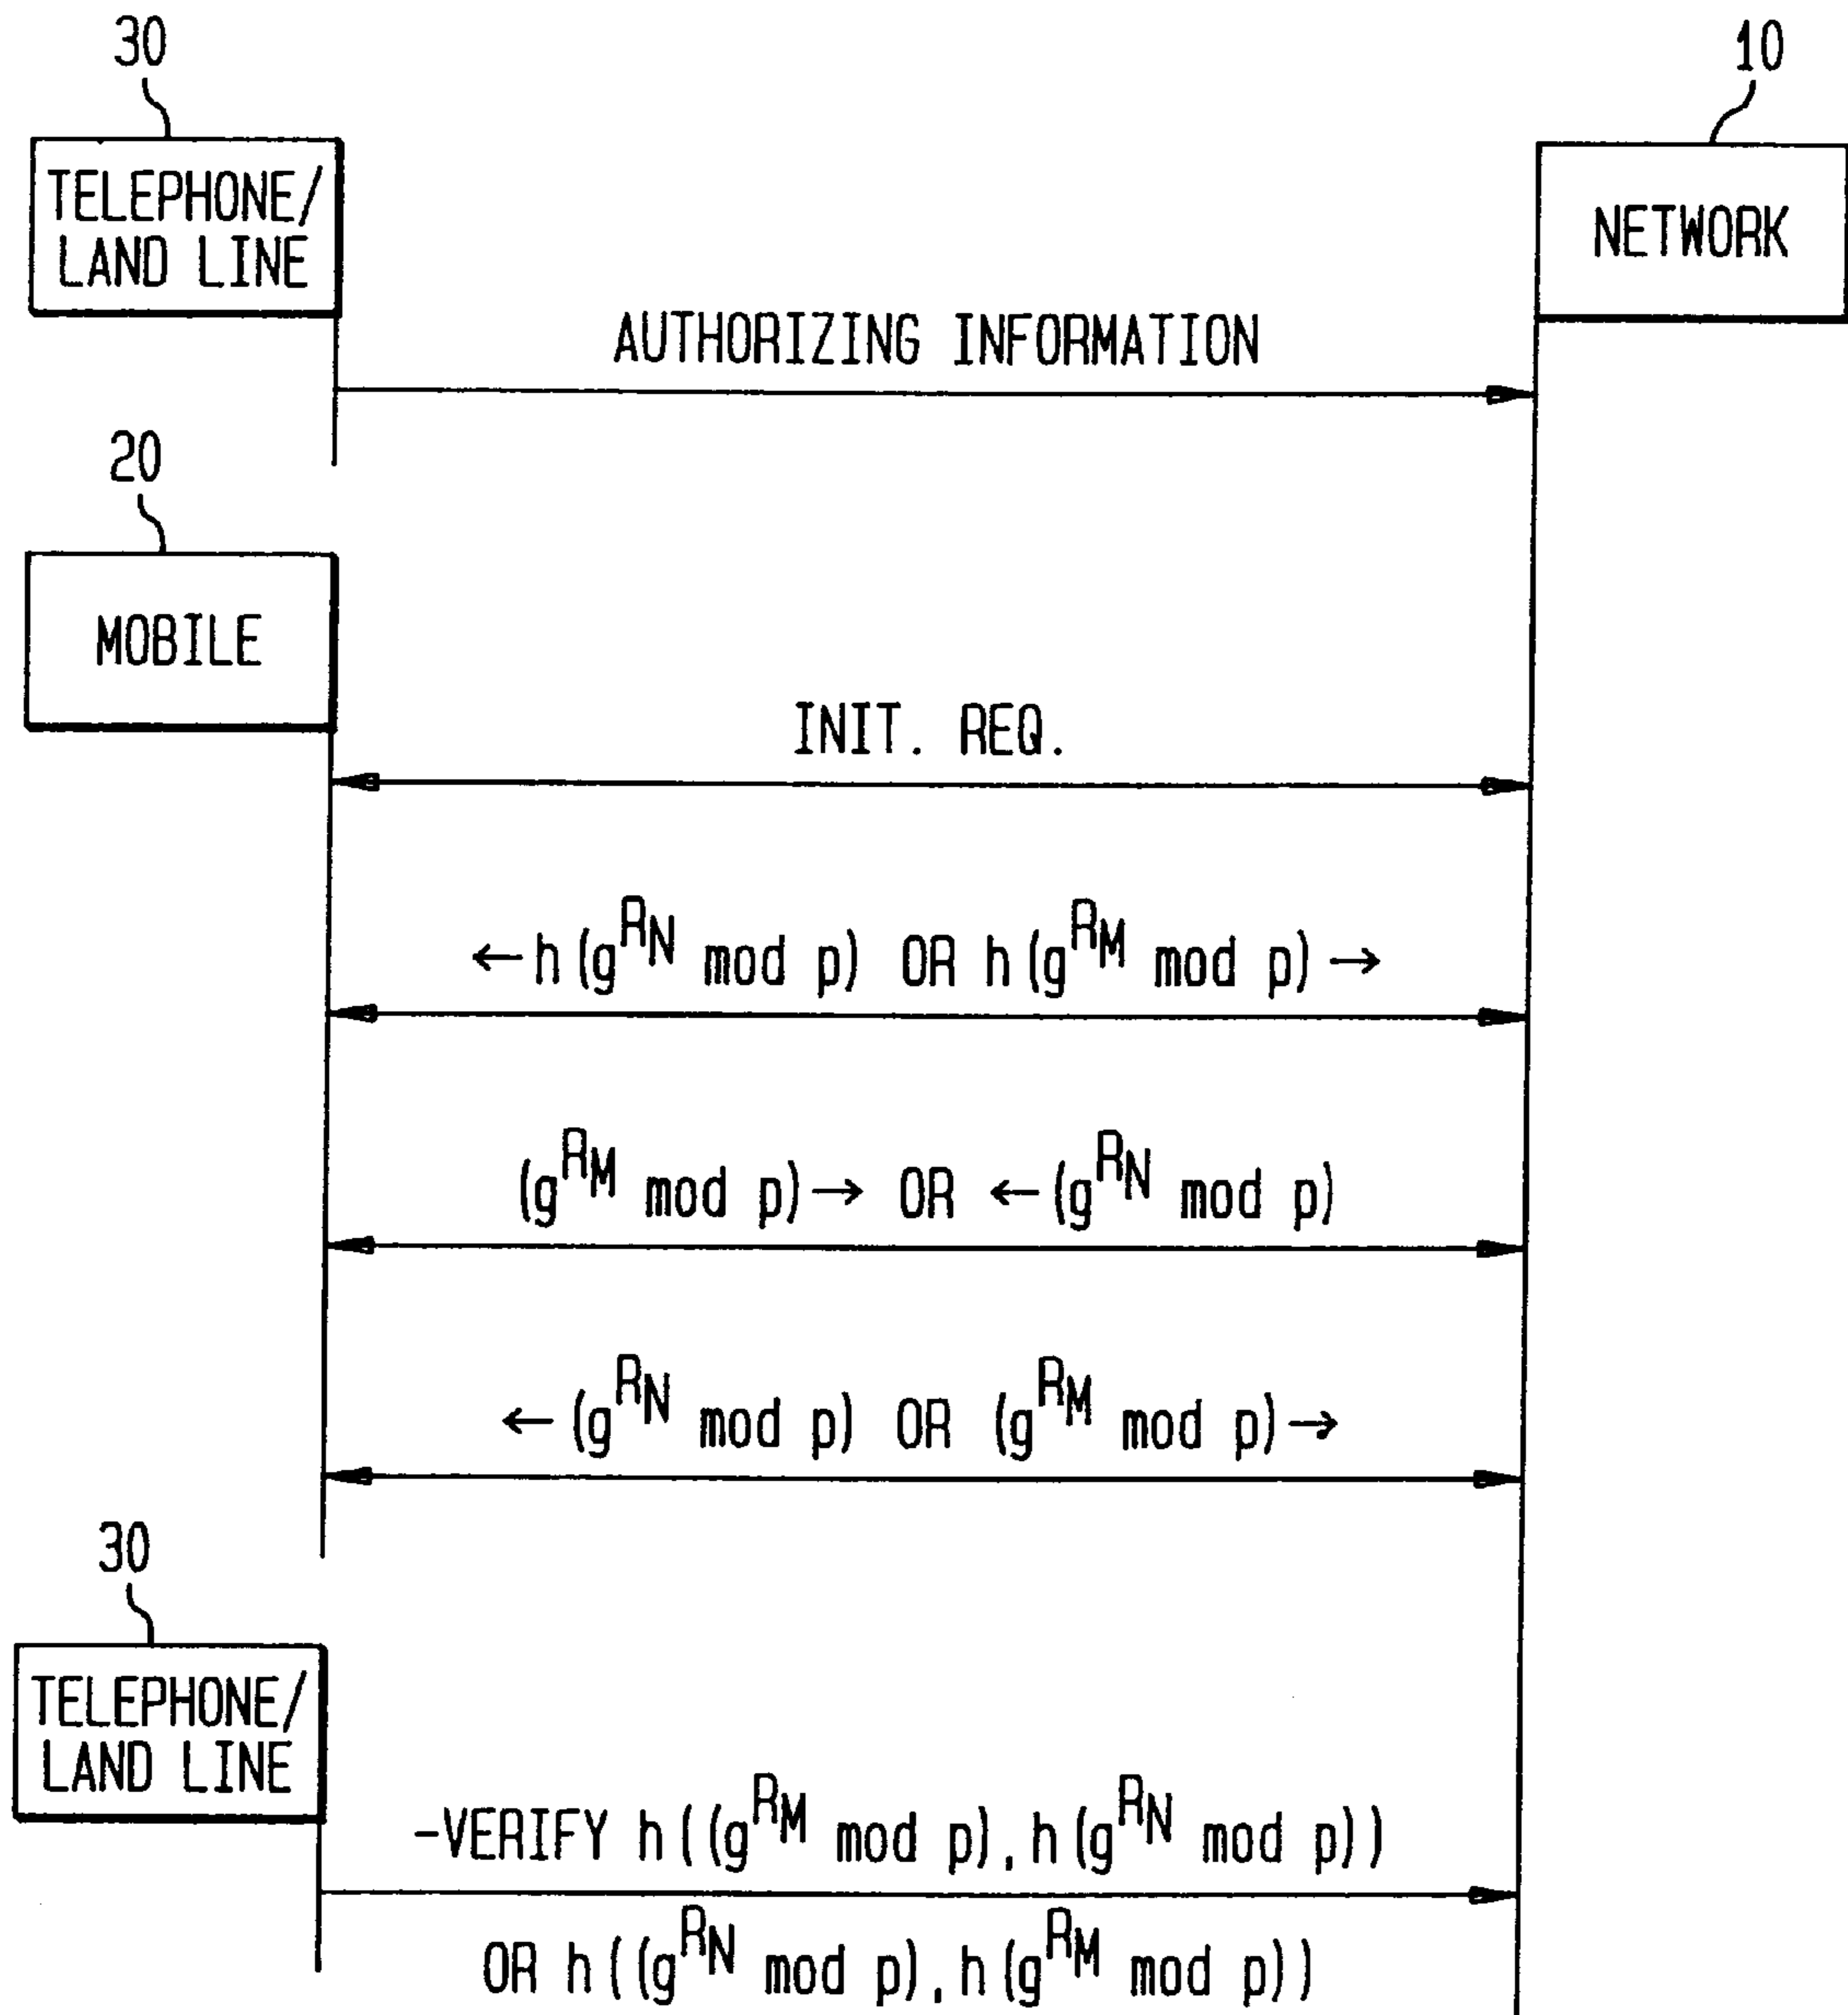 30
10
TELEPHONE/
LAND LINE
NETWORK
AUTHORIZING INFORMATION
20
MOBILE
INIT. REQ.
← h(g^RN mod p) OR h(g^RM mod p) →
(g^RM mod p) → OR ← (g^RN mod p)
← (g^RN mod p) OR (g^RM mod p) →
30
TELEPHONE/
LAND LINE
-VERIFY h((g^RM mod p),h(g^RN mod p))
OR h((g^RN mod p),h(g^RM mod p))